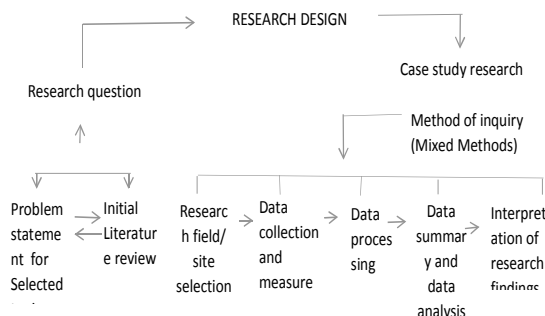 RESEARCH DESIGN
Case study research
Research question
Method of inquiry
(Mixed Methods)
Problem
stateme
nt for
Selected
Initial
Literatur
e review
Researc
h field/
site
selection
Data
collection
and
measure
Data
proces
sing
Data
summar
y and
data
analysis
Interpret
ation of
research
findings